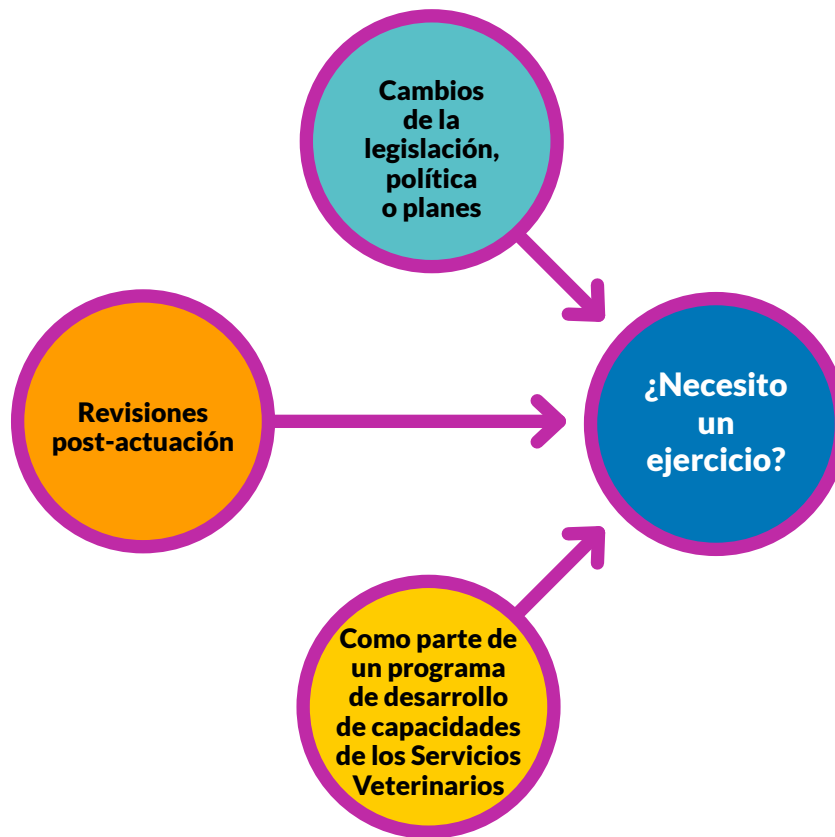 Cambios
de la
legislación,
política
o planes
Revisiones
post-actuación
¿Necesito
un
ejercicio?
Como parte de
un programa
de desarrollo
de capacidades
de los Servicios
Veterinarios